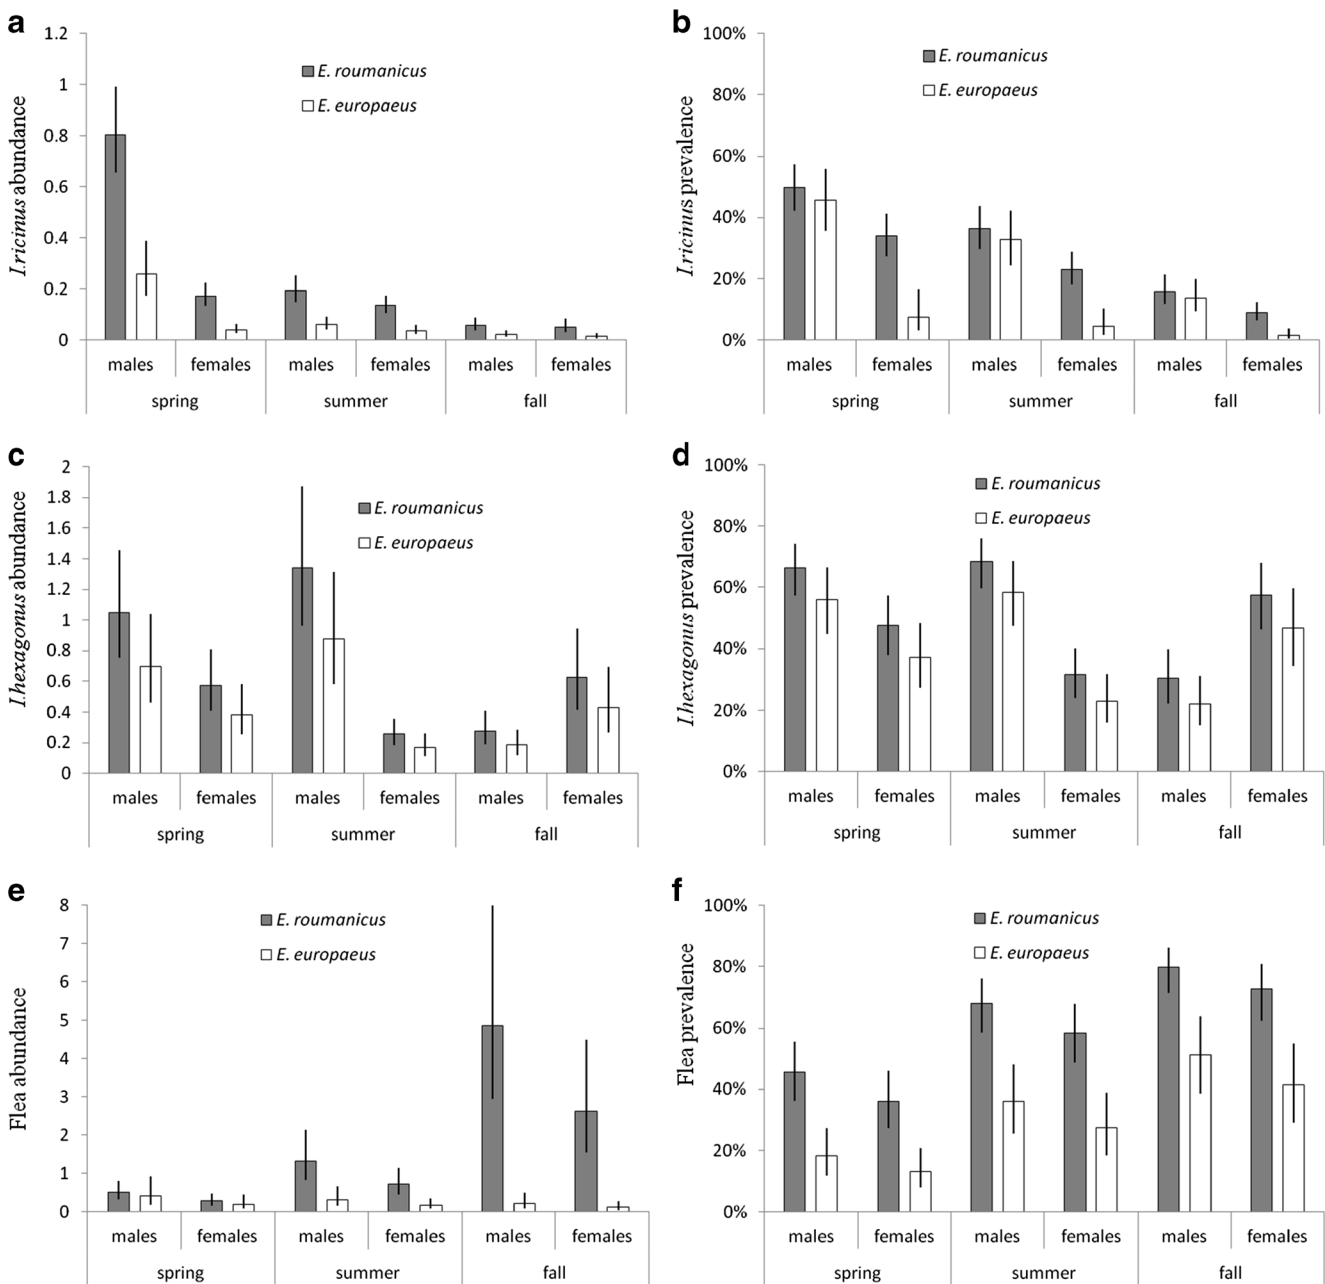 a
I.ricinus abundance
1.2
1
0.8
0.6
0.4
0.2
0
E. roumanicus
E. europaeus
males females males females males females
spring summer fall
b
I.ricinus prevalence
100%
80%
60%
40%
20%
0%
E. roumanicus
E. europaeus
males females males females males females
spring summer fall
c
I.hexagonus abundance
2
1.8
1.6
1.4
1.2
1
0.8
0.6
0.4
0.2
0
E. roumanicus
E. europaeus
males females males females males females
spring summer fall
d
I.hexagonus prevalence
100%
80%
60%
40%
20%
0%
E. roumanicus
E. europaeus
males females males females males females
spring summer fall
e
Flea abundance
8
7
6
5
4
3
2
1
0
E. roumanicus
E. europaeus
males females males females males females
spring summer fall
f
Flea prevalence
100%
80%
60%
40%
20%
0%
E. roumanicus
E. europaeus
males females males females males females
spring summer fall